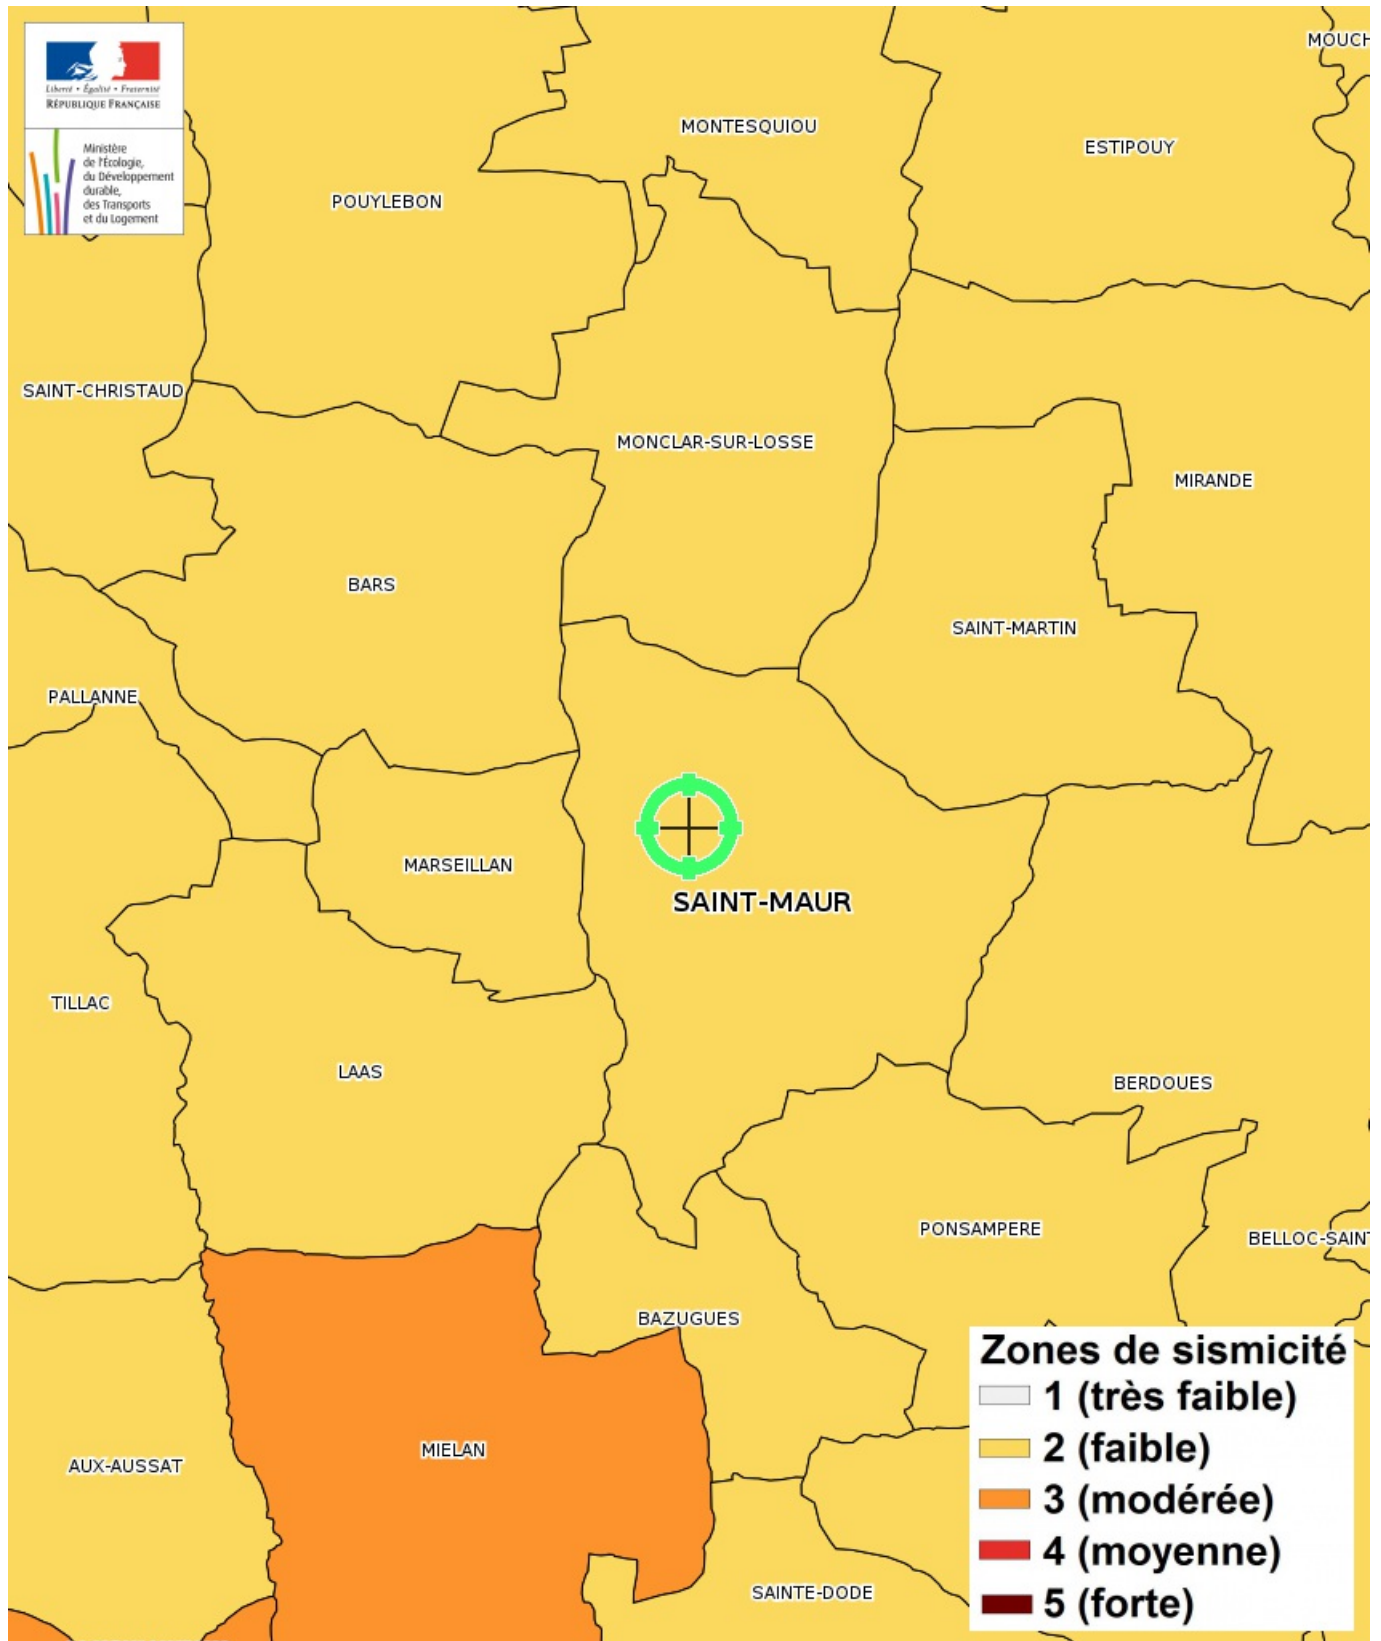 Liberté • Égalité • Fraternité
RÉPUBLIQUE FRANÇAISE
Ministère
de l'Écologie,
du Développement
durable,
des Transports
et du Logement
MOUCH
MONTESQUIOU
ESTIPOUY
POUYLEBON
SAINT-CHRISTAUD
MONCLAR-SUR-LOSSE
MIRANDE
BARS
SAINT-MARTIN
PALLANNE
MARSEILLAN
SAINT-MAUR
TILLAC
LAAS
BERDOUES
PONSAMPERE
BELLOC-SAINT
BAZUGUES
MIELAN
AUX-AUSSAT
SAINTE-DODE
Zones de sismicité
1 (très faible)
2 (faible)
3 (modérée)
4 (moyenne)
5 (forte)